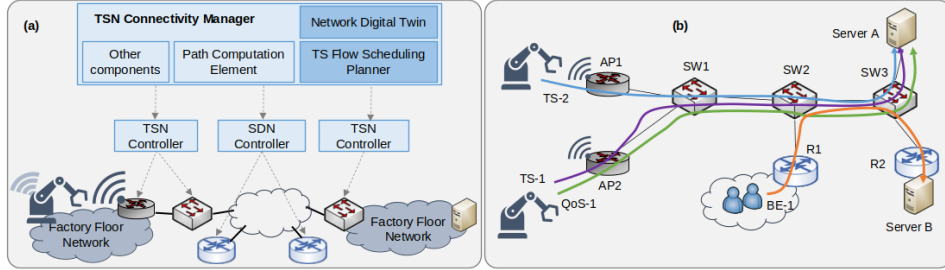 (a)
TSN Connectivity Manager
Network Digital Twin
Other
components
Path Computation
Element
TS Flow Scheduling
Planner
TSN
Controller
SDN
Controller
TSN
Controller
Factory Floor
Network
Factory Floor
Network
(b)
Server A
AP1
SW1
SW2
SW3
TS-2
TS-1
AP2
QoS-1
R1
R2
BE-1
Server B